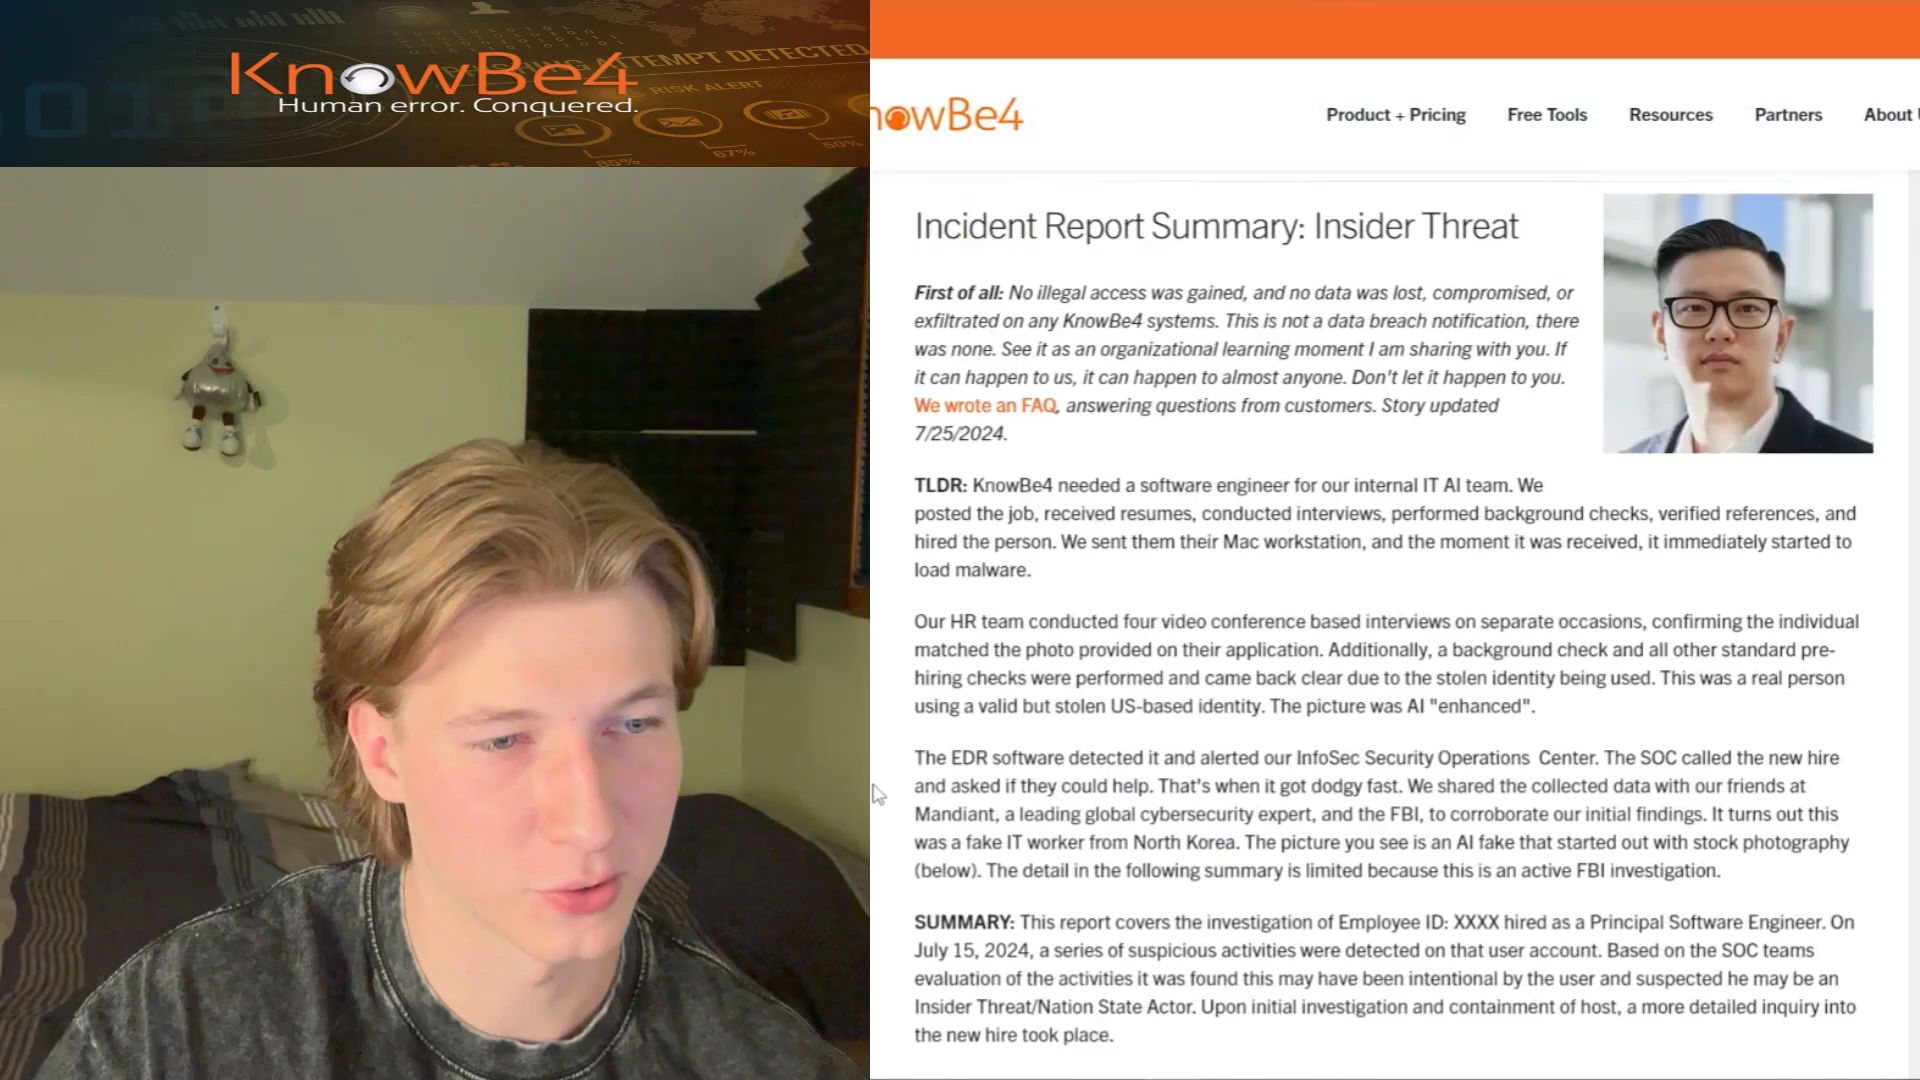 KnowBe4
Human error. Conquered.
ATTEMPT DETECTED
RISK ALERT
85%
67%
50%
nowBe4
Product + Pricing
Free Tools
Resources
Partners
About
Incident Report Summary: Insider Threat
First of all: No illegal access was gained, and no data was lost, compromised, or
exfiltrated on any KnowBe4 systems. This is not a data breach notification, there
was none. See it as an organizational learning moment I am sharing with you. If
it can happen to us, it can happen to almost anyone. Don't let it happen to you.
We wrote an FAQ, answering questions from customers. Story updated
7/25/2024.
TLDR: KnowBe4 needed a software engineer for our internal IT AI team. We
posted the job, received resumes, conducted interviews, performed background checks, verified references, and
hired the person. We sent them their Mac workstation, and the moment it was received, it immediately started to
load malware.
Our HR team conducted four video conference based interviews on separate occasions, confirming the individual
matched the photo provided on their application. Additionally, a background check and all other standard pre-
hiring checks were performed and came back clear due to the stolen identity being used. This was a real person
using a valid but stolen US-based identity. The picture was AI "enhanced".
The EDR software detected it and alerted our InfoSec Security Operations Center. The SOC called the new hire
and asked if they could help. That's when it got dodgy fast. We shared the collected data with our friends at
Mandiant, a leading global cybersecurity expert, and the FBI, to corroborate our initial findings. It turns out this
was a fake IT worker from North Korea. The picture you see is an AI fake that started out with stock photography
(below). The detail in the following summary is limited because this is an active FBI investigation.
SUMMARY: This report covers the investigation of Employee ID: XXXX hired as a Principal Software Engineer. On
July 15, 2024, a series of suspicious activities were detected on that user account. Based on the SOC teams
evaluation of the activities it was found this may have been intentional by the user and suspected he may be an
Insider Threat/Nation State Actor. Upon initial investigation and containment of host, a more detailed inquiry into
the new hire took place.